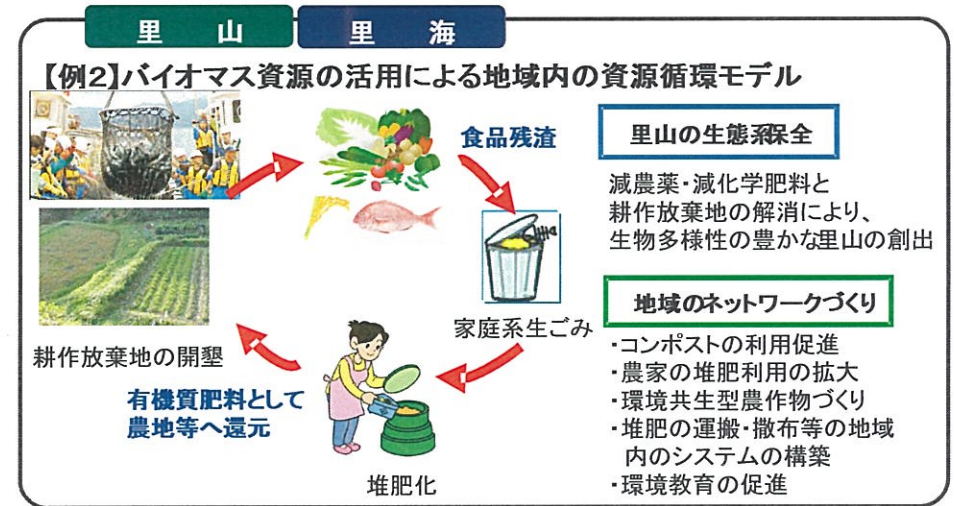 里 山
里 海
【例2】バイオマス資源の活用による地域内の資源循環モデル
食品残渣
家庭系生ごみ
堆肥化
有機質肥料として
農地等へ還元
耕作放棄地の開墾
里山の生態系保全
減農薬・減化学肥料と
耕作放棄地の解消により、
生物多様性の豊かな里山の創出
地域のネットワークづくり
・コンポストの利用促進
・農家の堆肥利用の拡大
・環境共生型農作物づくり
・堆肥の運搬・撒布等の地域
内のシステムの構築
・環境教育の促進